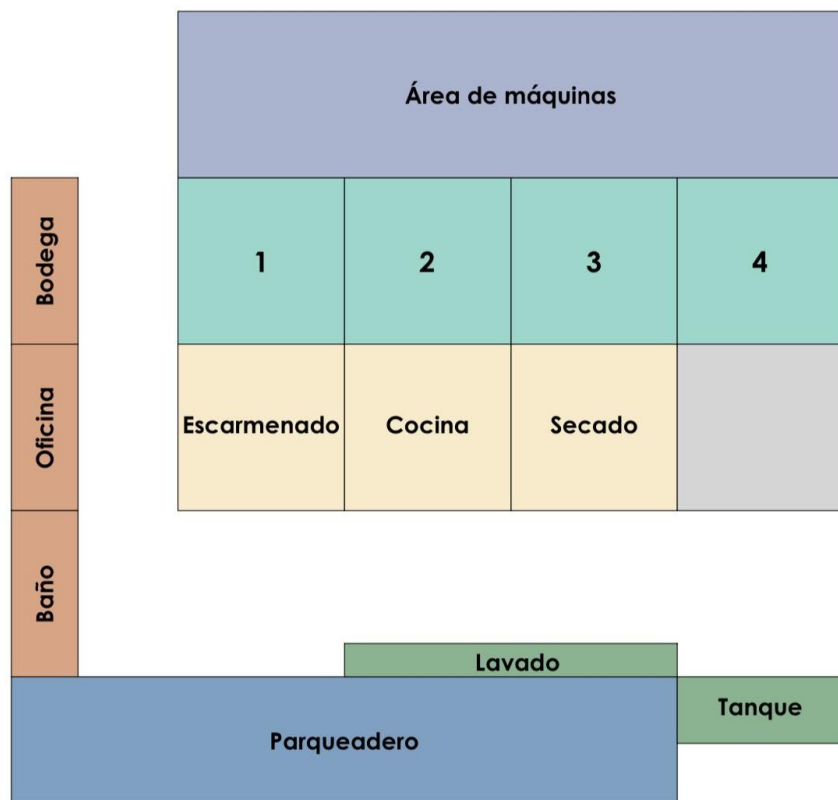 Área de máquinas
Bodega
1
2
3
4
Oficina
Escarmenado
Cocina
Secado
Baño
Lavado
Tanque
Parqueadero